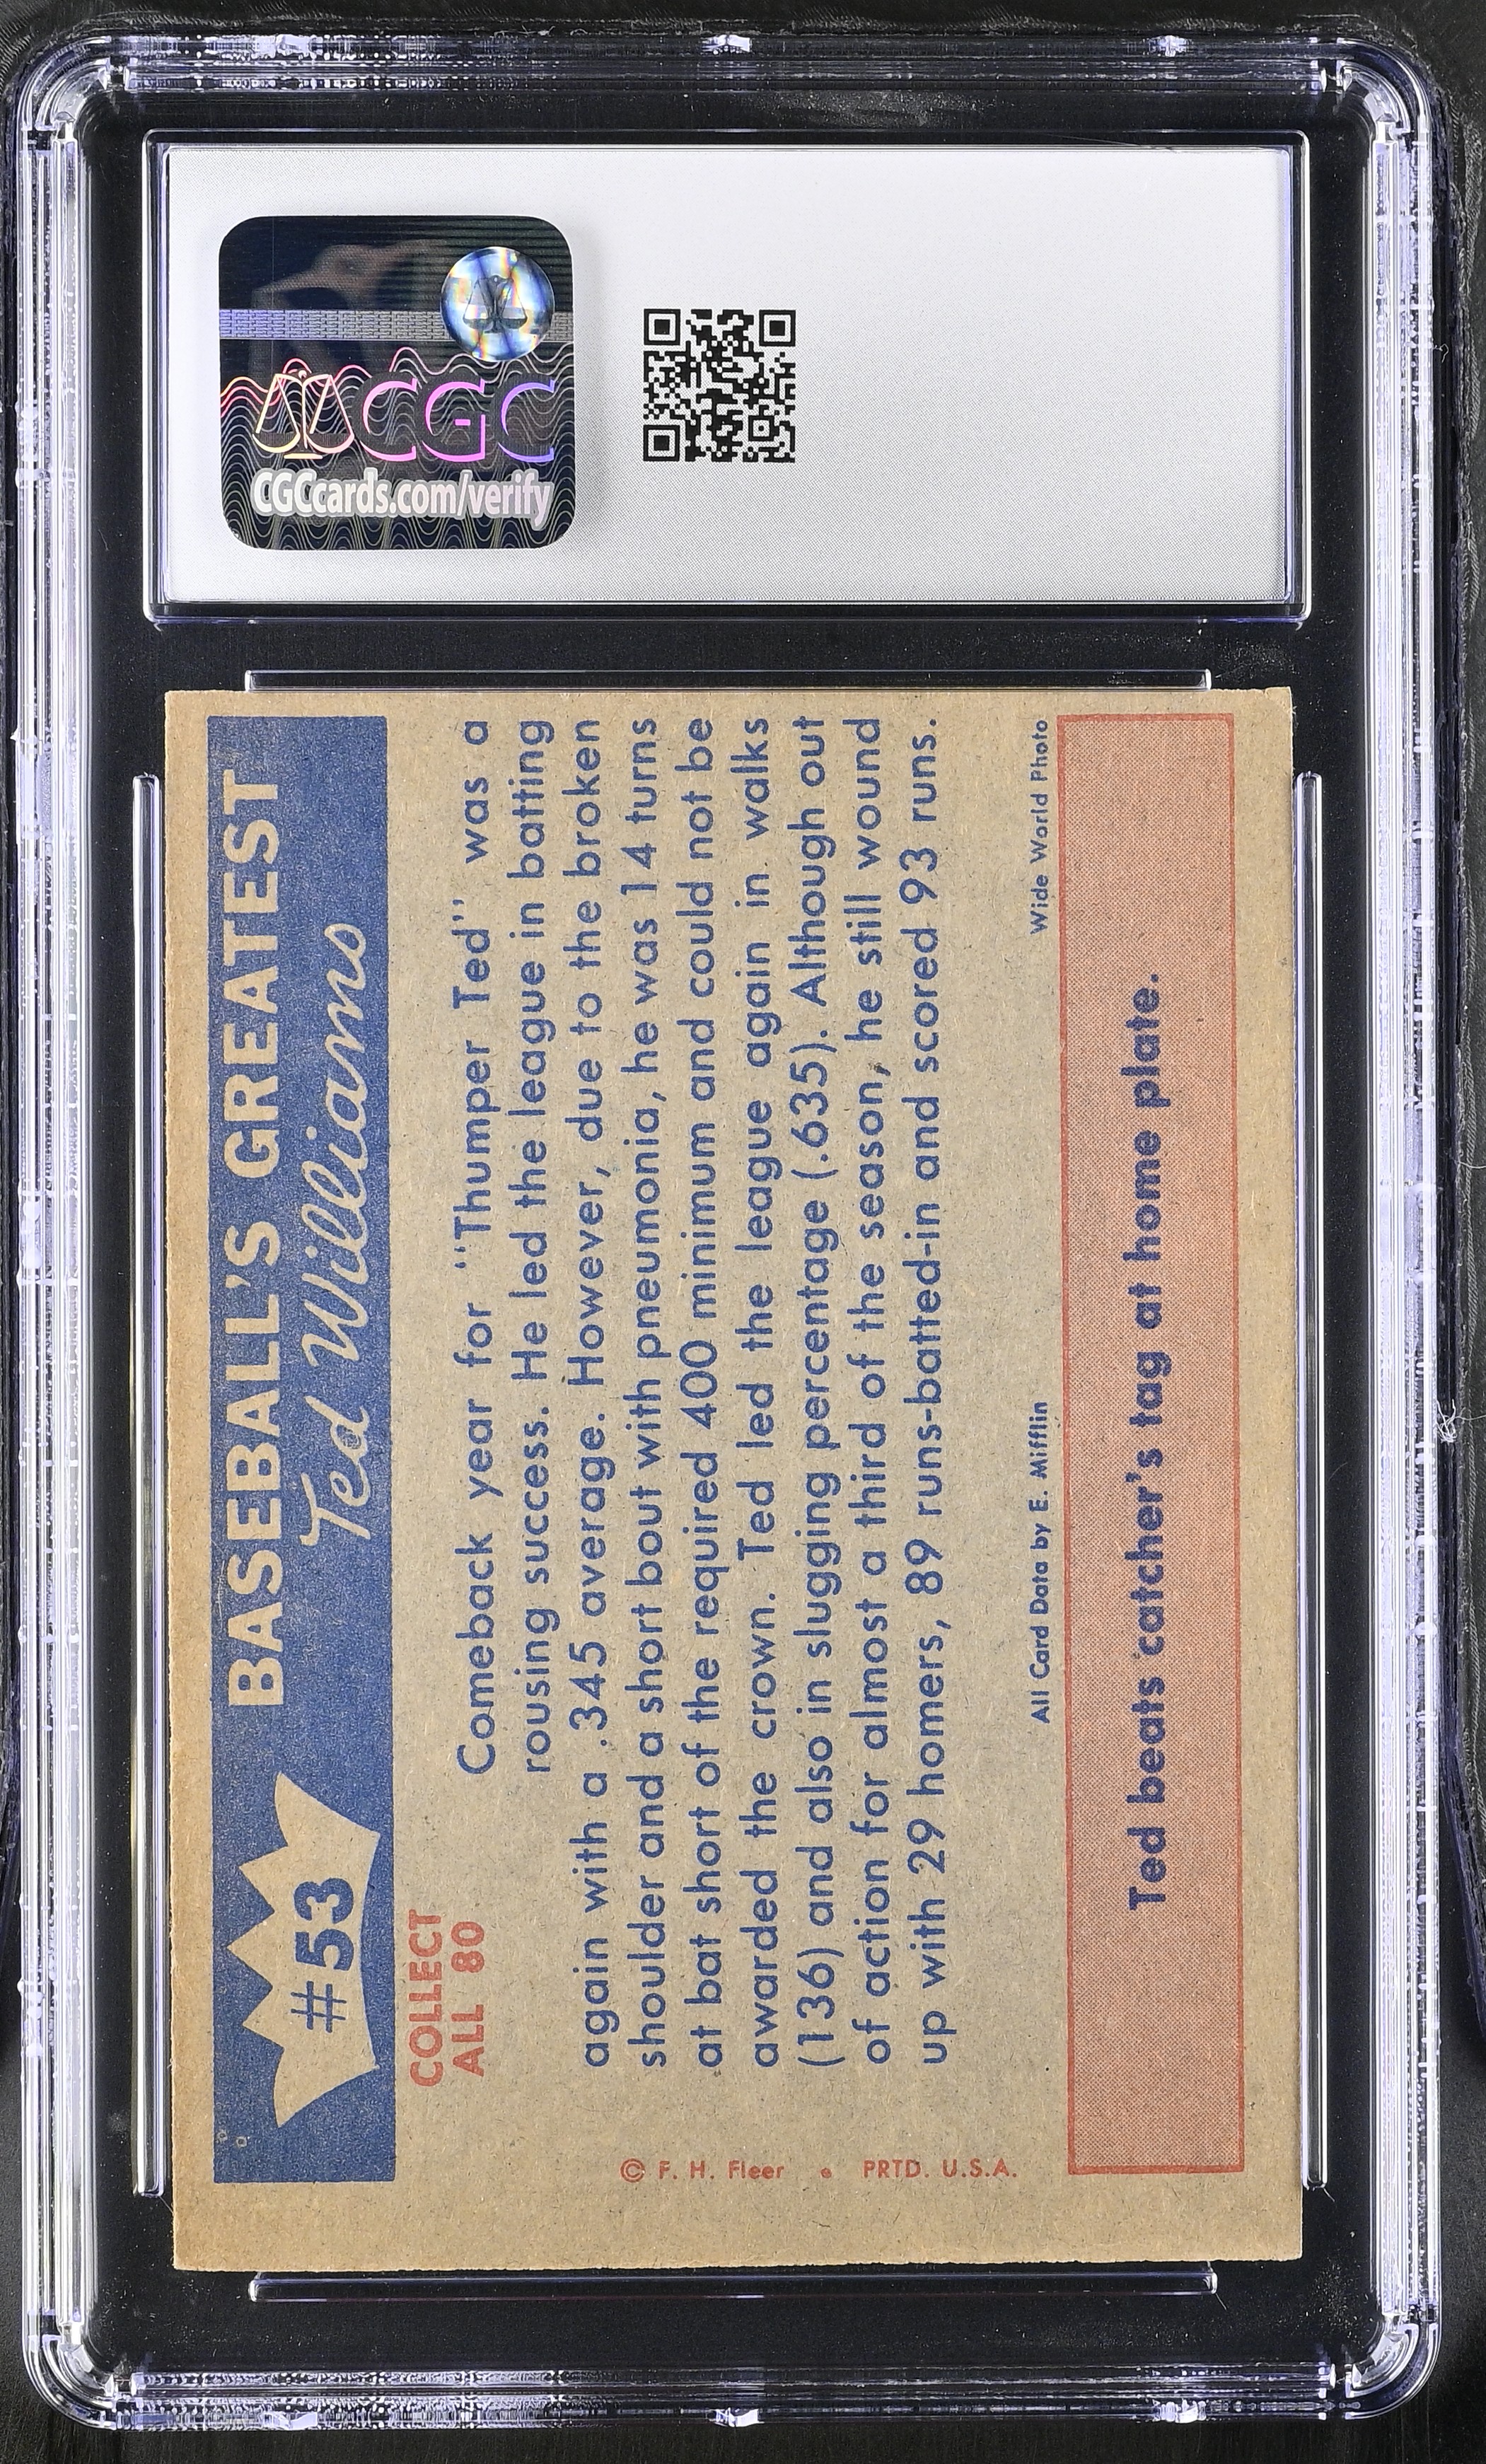 CGC
CGCcards.com/verify
#53
BASEBALL'S GREATEST
Ted Williams
COLLECT
ALL 80
Comeback year for "Thumper Ted" was a
rousing success. He led the league in batting
again with a .345 average. However, due to the broken
shoulder and a short bout with pneumonia, he was 14 turns
at bat short of the required 400 minimum and could not be
awarded the crown. Ted led the league again in walks
(136) and also in slugging percentage (.635). Although out
of action for almost a third of the season, he still wound
up with 29 homers, 89 runs-batted-in and scored 93 runs.
© F. H. Fleer • PRTD. U.S.A.
All Card Data by E. Mifflin
Wide World Photo
Ted beats catcher's tag at home plate.